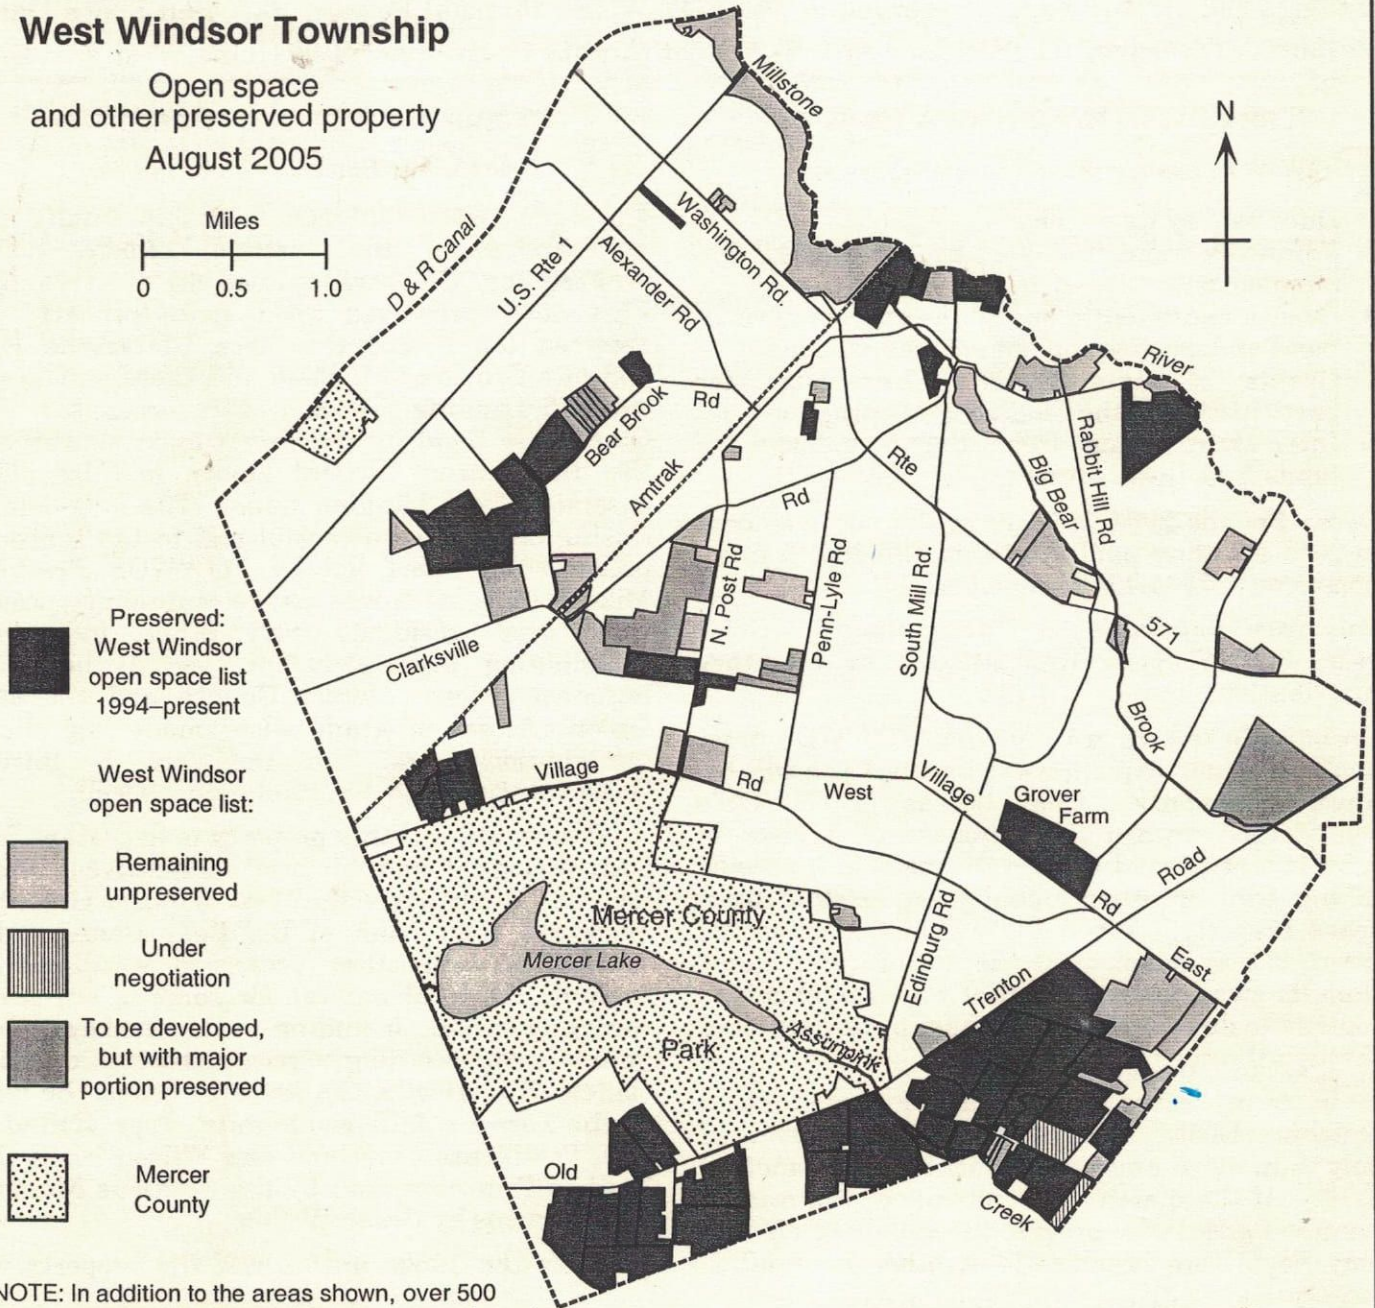 West Windsor Township
Open space
and other preserved property
August 2005
Miles
0 0.5 1.0
N
Millstone
D & R Canal
U.S. Rte 1
Washington Rd.
Alexander Rd
River
Bear Brook Rd
Amtrak
Rte
Rabbit Hill Rd
Big Bear
Rd
N. Post Rd
Penn-Lyle Rd
South Mill Rd.
571
Clarksville
Brook
Village Rd
West
Village
Grover
Farm
Road
Rd
Preserved:
West Windsor
open space list
1994–present
West Windsor
open space list:
Remaining
unpreserved
Under
negotiation
To be developed,
but with major
portion preserved
Mercer
County
Mercer County
Mercer Lake
Park
Assunpink
Edinburg Rd
Trenton
East
Old
Creek
NOTE: In addition to the areas shown, over 500